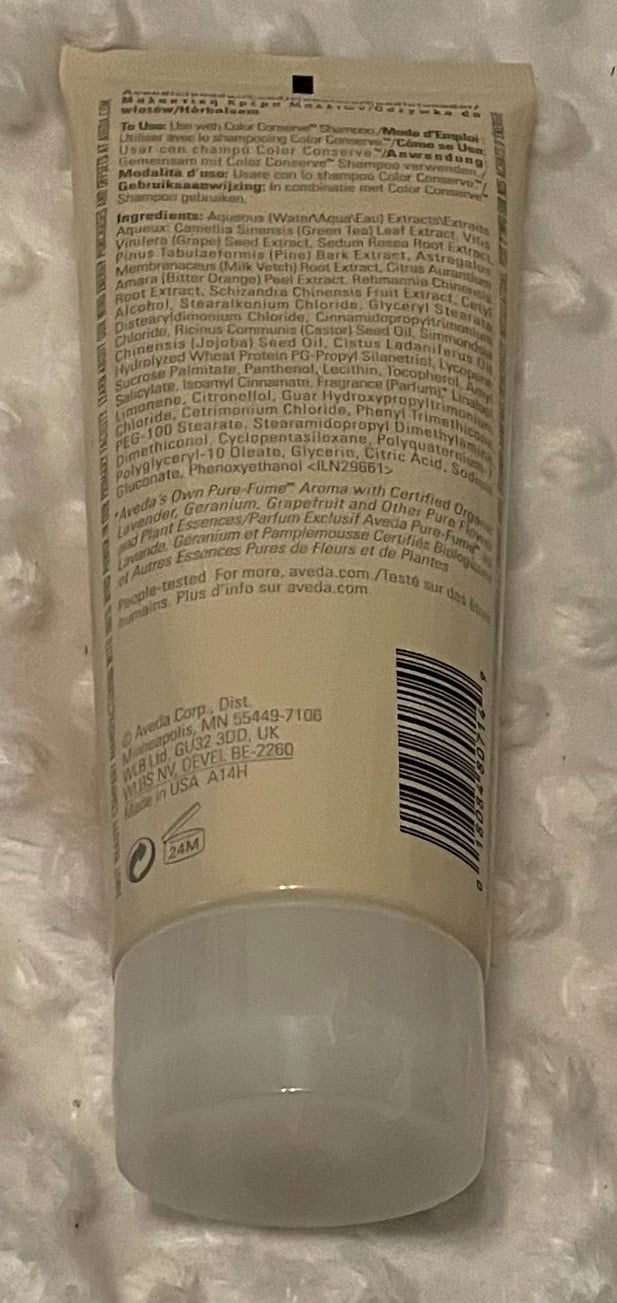 Acondicionador/
Μαλακτική Κρέμα Μαλλιών/Odżywka do
włosów/Hårbalsam
To Use: Use with Color Conserve™ Shampoo./Mode d'Emploi:
Utiliser avec le shampooing Color Conserve™/Cómo se Usa:
Usar con champú Color Conserve™/Anwendung:
Gemeinsam mit Color Conserve™ Shampoo verwenden./
Modalità d'uso: Usare con lo shampoo Color Conserve™/
Gebruiksaanwijzing: In combinatie met Color Conserve™
Shampoo gebruiken.
Ingredients: Aqueous (Water\Aqua\Eau) Extracts\Extraits
Aqueux: Camellia Sinensis (Green Tea) Leaf Extract, Vitis
Vinifera (Grape) Seed Extract, Sedum Rosea Root Extract,
Pinus Tabulaeformis (Pine) Bark Extract, Astragalus
Membranaceus (Milk Vetch) Root Extract, Citrus Aurantium
Amara (Bitter Orange) Peel Extract, Rehmannia Chinensis
Root Extract, Schizandra Chinensis Fruit Extract, Cetyl
Alcohol, Stearalkonium Chloride, Glyceryl Stearate,
Distearyldimonium Chloride, Cinnamidopropyltrimonium
Chloride, Ricinus Communis (Castor) Seed Oil, Simmondsia
Chinensis (Jojoba) Seed Oil, Cistus Ladaniferus Oil,
Hydrolyzed Wheat Protein PG-Propyl Silanetriol, Lycopene,
Sucrose Palmitate, Panthenol, Lecithin, Tocopherol, Amyl
Salicylate, Isoamyl Cinnamate, Fragrance (Parfum)*, Linalool,
Limonene, Citronellol, Guar Hydroxypropyltrimonium
Chloride, Cetrimonium Chloride, Phenyl Trimethicone,
PEG-100 Stearate, Stearamidopropyl Dimethylamine,
Dimethiconol, Cyclopentasiloxane, Polyquaternium-7,
Polyglyceryl-10 Oleate, Glycerin, Citric Acid, Sodium
Gluconate, Phenoxyethanol <ILN29661>
*Aveda's Own Pure-Fume™ Aroma with Certified Organic
Lavender, Geranium, Grapefruit and Other Pure Flower
and Plant Essences/Parfum Exclusif Aveda Pure-Fume™ au
Lavande, Géranium et Pamplemousse Certifiés Biologiques
et Autres Essences Pures de Fleurs et de Plantes
People-tested For more, aveda.com./Testé sur des êtres
humains. Plus d'info sur aveda.com
© Aveda Corp., Dist.
Minneapolis, MN 55449-7106
WLB Ltd, GU32 3DD, UK
WLBS NV, OEVEL BE-2260
Made in USA A14H
24M